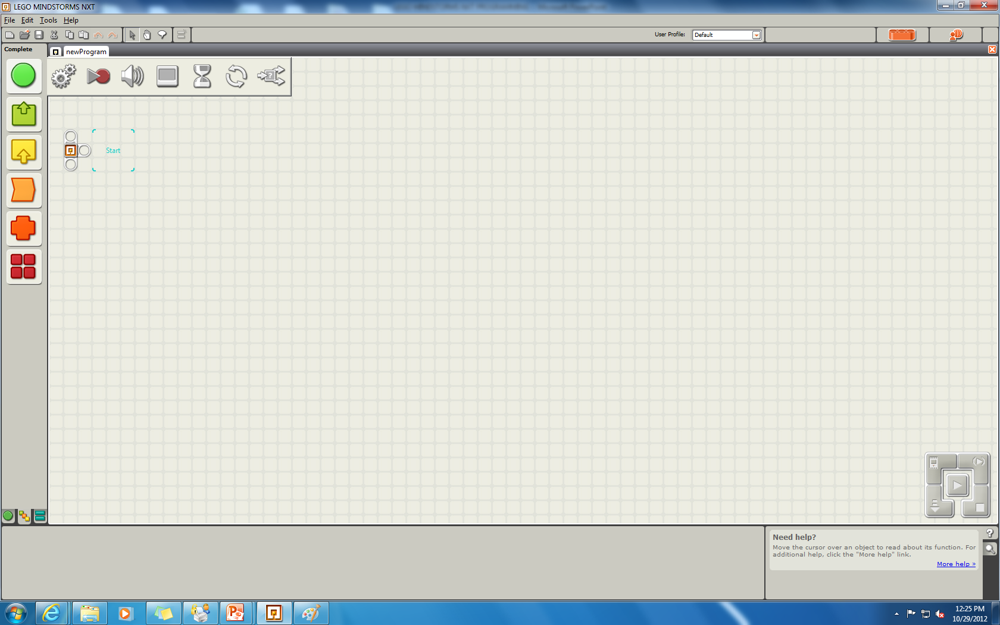 LEGO MINDSTORMS NXT
File Edit Tools Help
User Profile: Default
Complete
newProgram
Start
Need help?
Move the cursor over an object to read about its function. For
additional help, click the "More help" link.
More help »
12:25 PM
10/29/2012